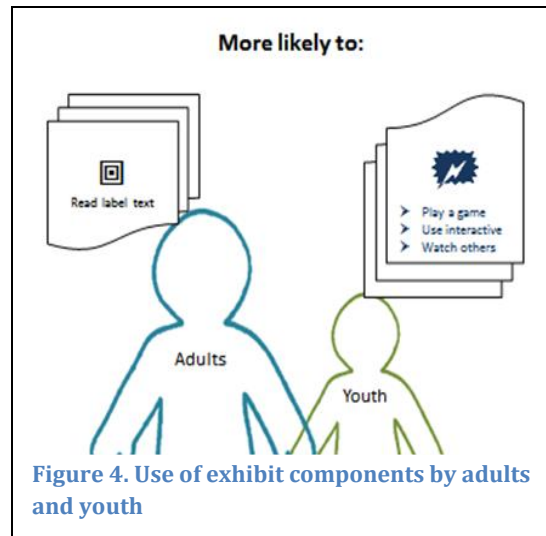 More likely to:
Read label text
➤ Play a game
➤ Use interactive
➤ Watch others
Adults
Youth
Figure 4. Use of exhibit components by adults
and youth